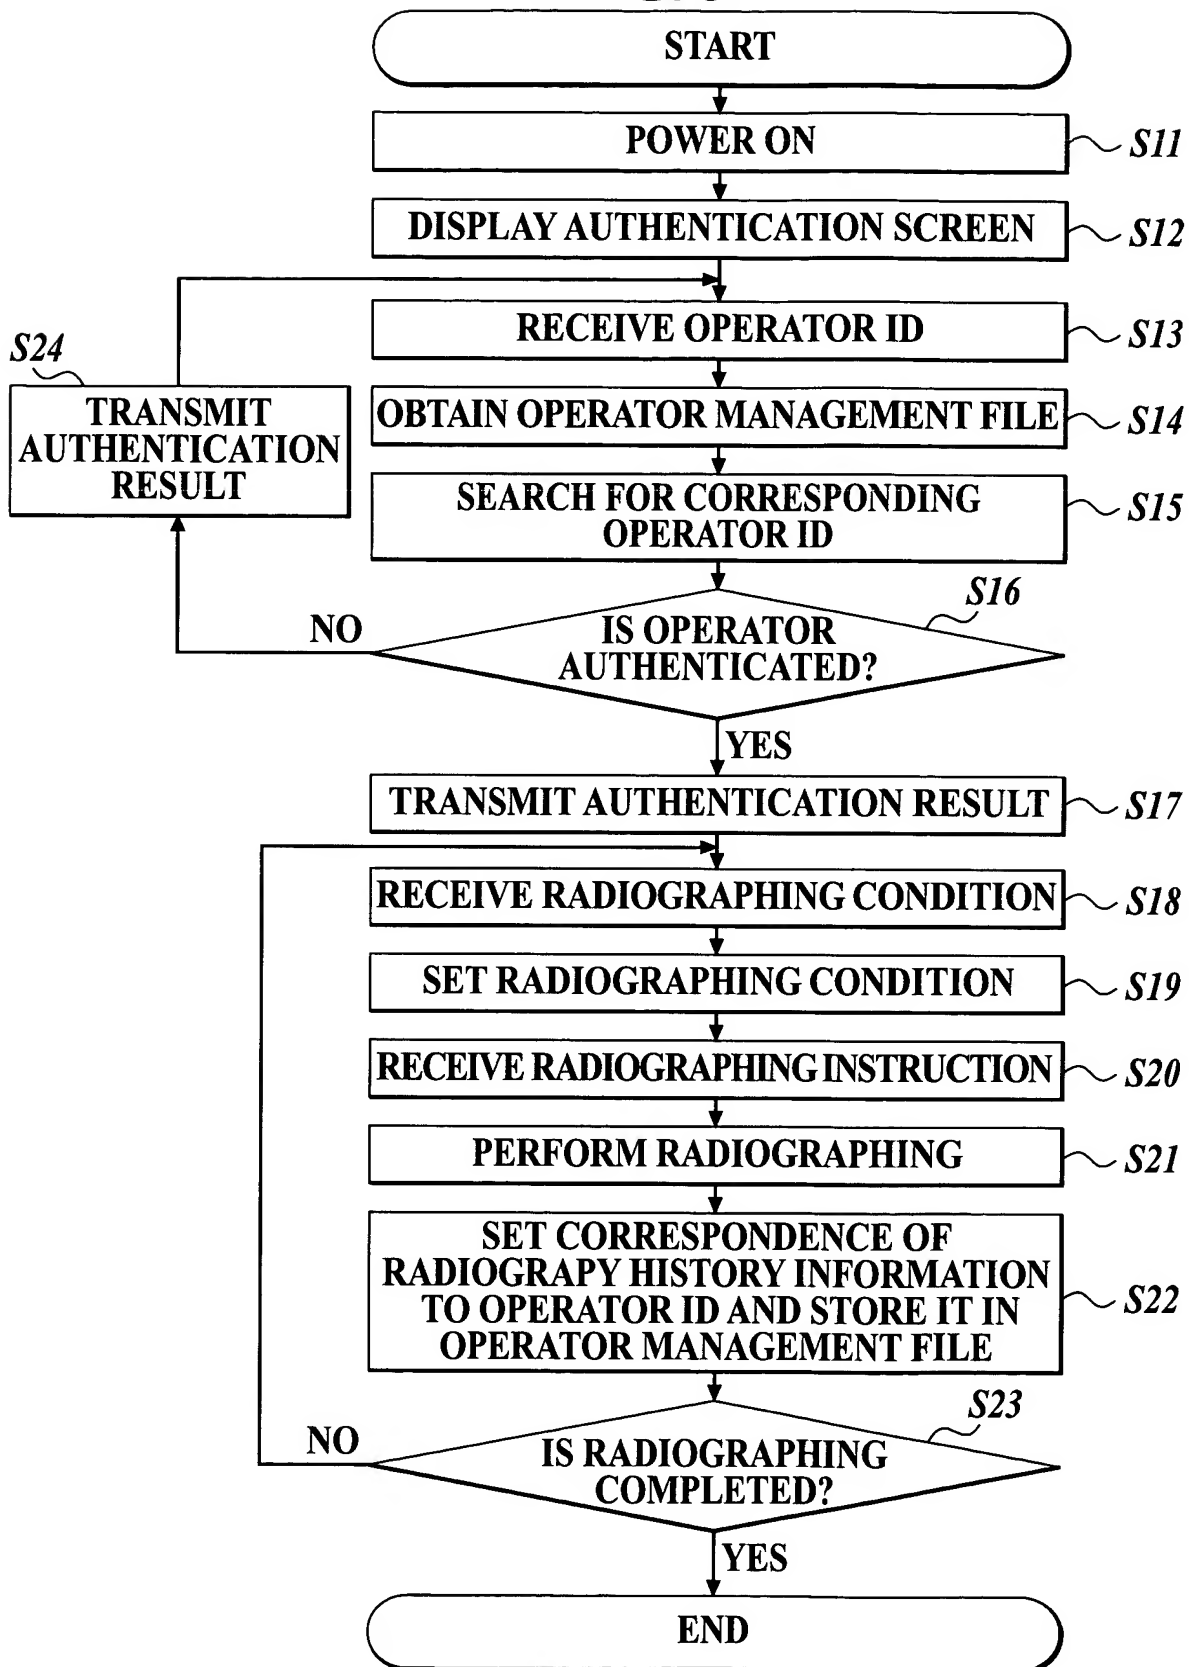 START
POWER ON
S11
DISPLAY AUTHENTICATION SCREEN
S12
RECEIVE OPERATOR ID
S13
S24
TRANSMIT
AUTHENTICATION
RESULT
OBTAIN OPERATOR MANAGEMENT FILE
S14
SEARCH FOR CORRESPONDING
OPERATOR ID
S15
S16
NO
IS OPERATOR
AUTHENTICATED?
YES
TRANSMIT AUTHENTICATION RESULT
S17
RECEIVE RADIOGRAPHING CONDITION
S18
SET RADIOGRAPHING CONDITION
S19
RECEIVE RADIOGRAPHING INSTRUCTION
S20
PERFORM RADIOGRAPHING
S21
SET CORRESPONDENCE OF
RADIOGRAPY HISTORY INFORMATION
TO OPERATOR ID AND STORE IT IN
OPERATOR MANAGEMENT FILE
S22
S23
NO
IS RADIOGRAPHING
COMPLETED?
YES
END